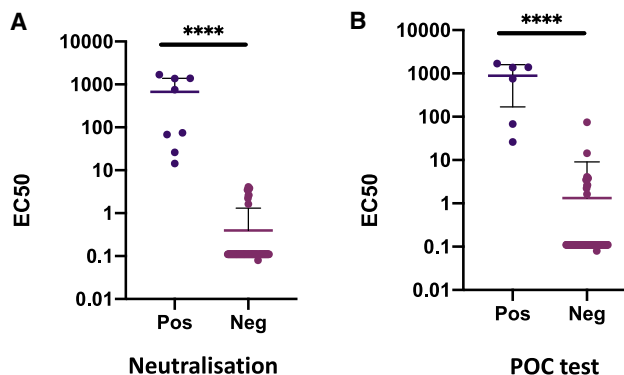 A
****
10000
1000
100
10
1
0.1
0.01
EC50
Pos Neg
Neutralisation
B
****
10000
1000
100
10
1
0.1
0.01
EC50
Pos Neg
POC test